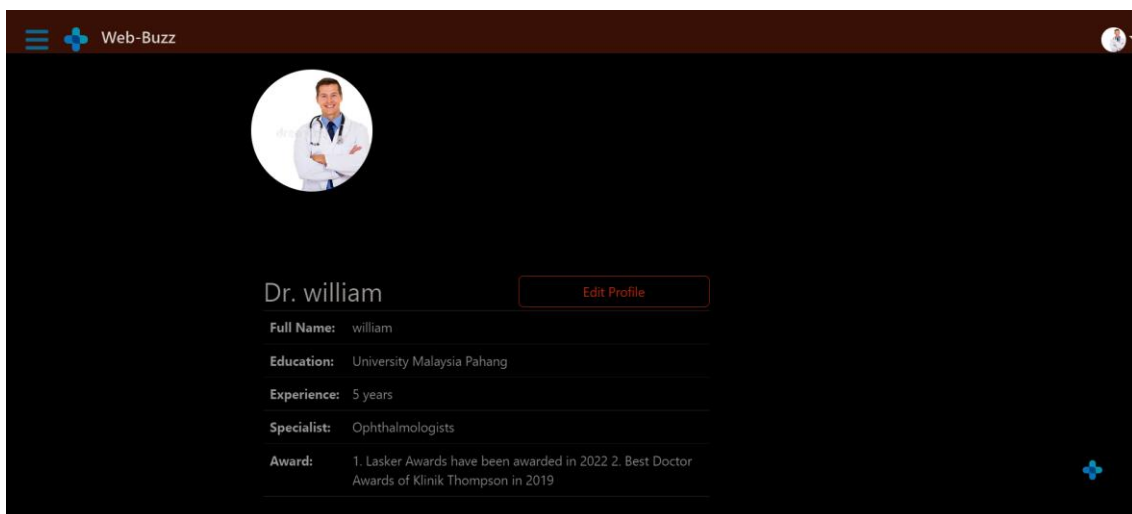 Web-Buzz
Dr. william
Edit Profile
Full Name: william
Education: University Malaysia Pahang
Experience: 5 years
Specialist: Ophthalmologists
Award: 1. Lasker Awards have been awarded in 2022 2. Best Doctor
Awards of Klinik Thompson in 2019